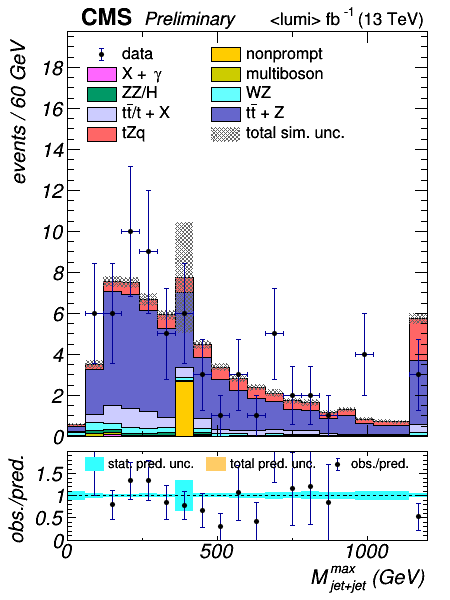 CMS Preliminary <lumi> fb⁻¹ (13 TeV)
events / 60 GeV
data
nonprompt
X + γ
multiboson
ZZ/H
WZ
tt̄/t + X
tt̄ + Z
tZq
total sim. unc.
18
16
14
12
10
8
6
4
2
0
obs./pred.
stat. pred. unc.
total pred. unc.
obs./pred.
1.5
1
0.5
0
0 500 1000
M^max_jet+jet (GeV)